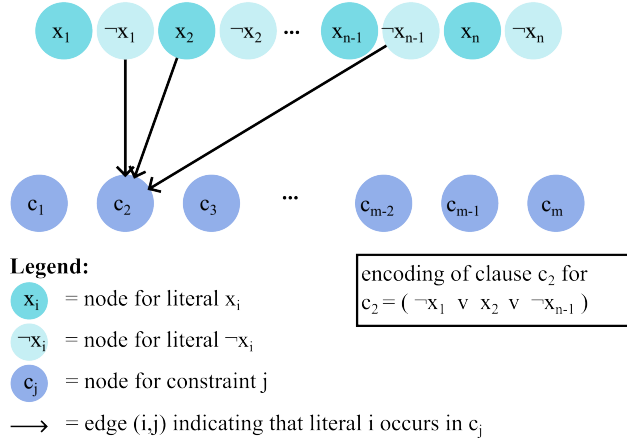 x₁ ¬x₁ x₂ ¬x₂ ... xₙ₋₁ ¬xₙ₋₁ xₙ ¬xₙ
c₁ c₂ c₃ ... cₘ₋₂ cₘ₋₁ cₘ
Legend:
xᵢ = node for literal xᵢ
¬xᵢ = node for literal ¬xᵢ
cⱼ = node for constraint j
= edge (i,j) indicating that literal i occurs in cⱼ
encoding of clause c₂ for
c₂ = ( ¬x₁ v x₂ v ¬xₙ₋₁ )